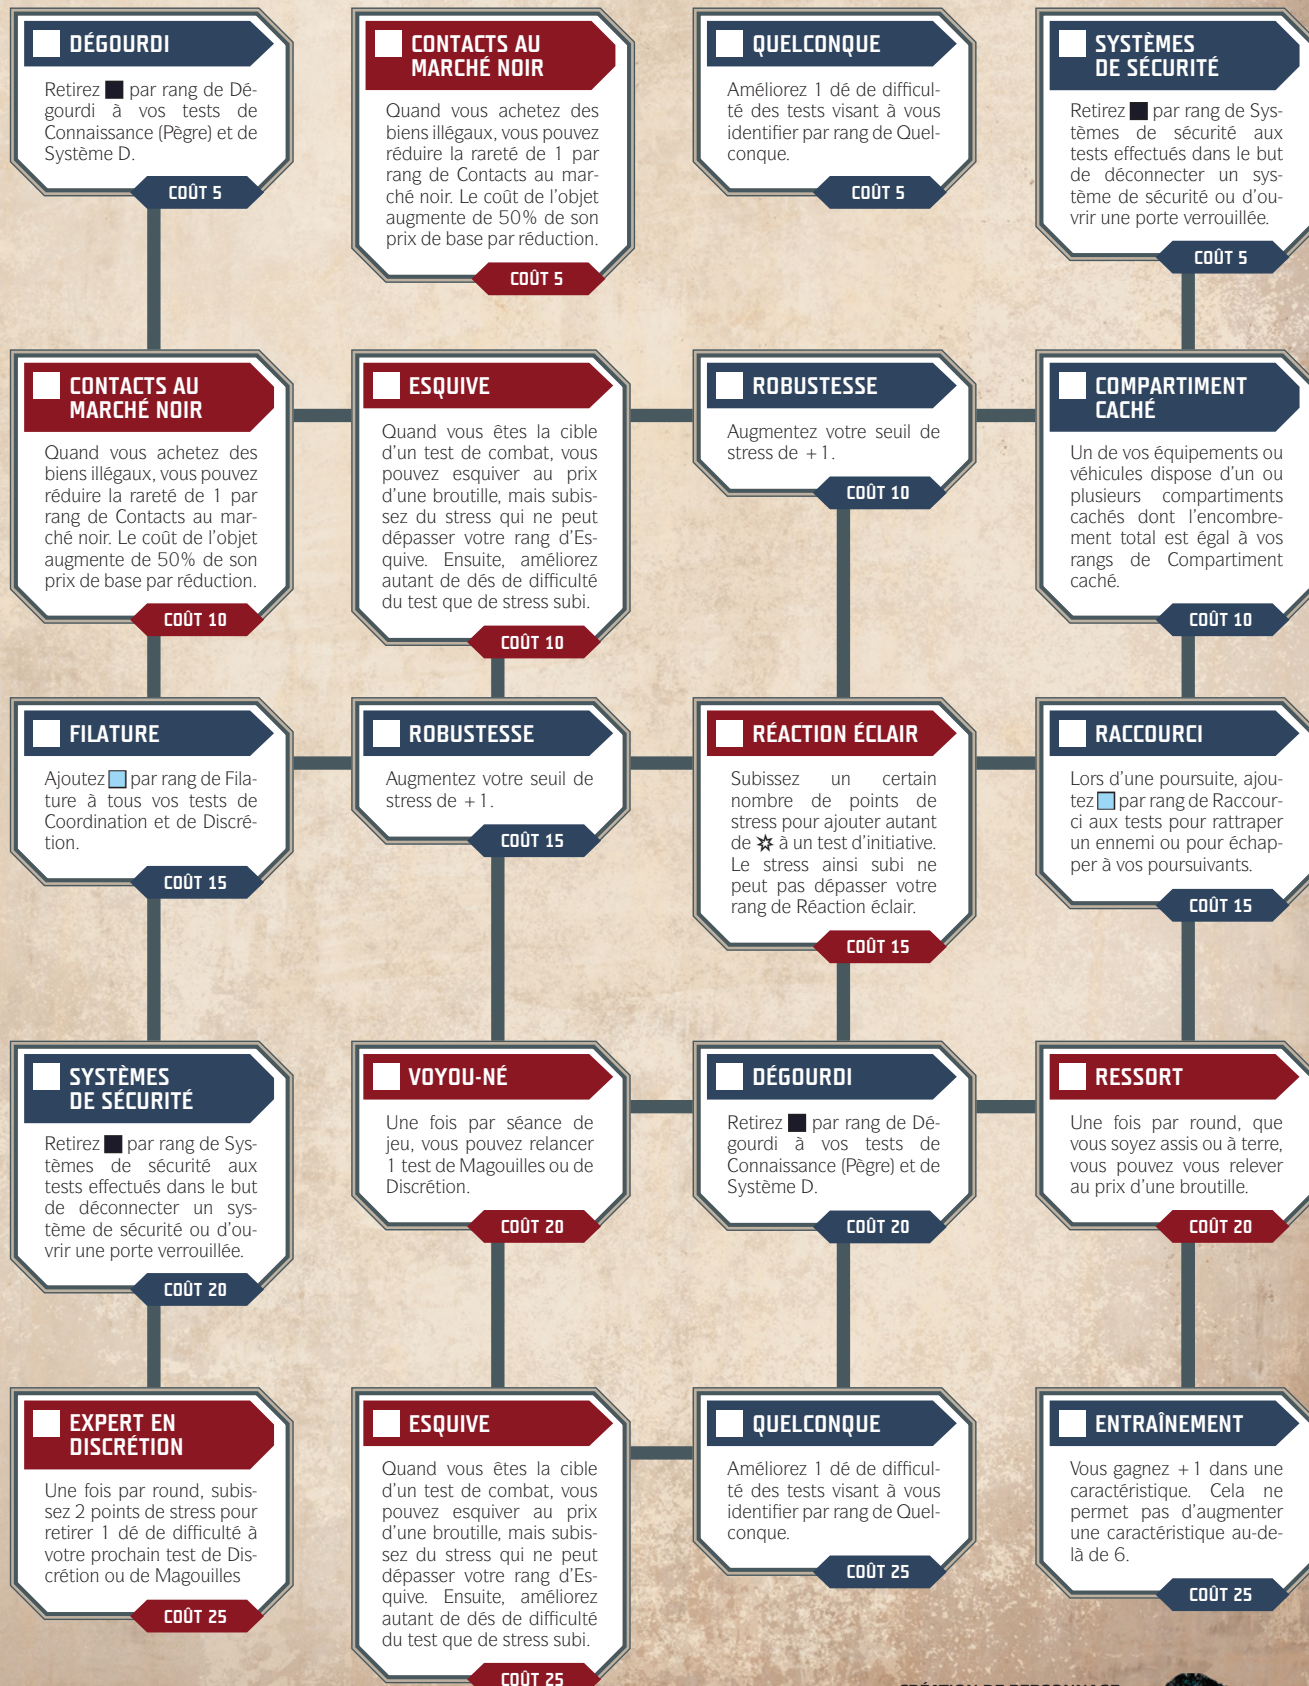 DÉGOURDI
Retirez par rang de Dé-
gourdi à vos tests de
Connaissance (Pègre) et de
Système D.
COÛT 5
CONTACTS AU
MARCHÉ NOIR
Quand vous achetez des
biens illégaux, vous pouvez
réduire la rareté de 1 par
rang de Contacts au mar-
ché noir. Le coût de l'objet
augmente de 50% de son
prix de base par réduction.
COÛT 5
QUELCONQUE
Améliorez 1 dé de difficul-
té des tests visant à vous
identifier par rang de Quel-
conque.
COÛT 5
SYSTÈMES
DE SÉCURITÉ
Retirez par rang de Sys-
tèmes de sécurité aux
tests effectués dans le but
de déconnecter un sys-
tème de sécurité ou d'ou-
vrir une porte verrouillée.
COÛT 5
CONTACTS AU
MARCHÉ NOIR
Quand vous achetez des
biens illégaux, vous pouvez
réduire la rareté de 1 par
rang de Contacts au mar-
ché noir. Le coût de l'objet
augmente de 50% de son
prix de base par réduction.
COÛT 10
ESQUIVE
Quand vous êtes la cible
d'un test de combat, vous
pouvez esquiver au prix
d'une broutille, mais subis-
sez du stress qui ne peut
dépasser votre rang d'Es-
quive. Ensuite, améliorez
autant de dés de difficulté
du test que de stress subi.
COÛT 10
ROBUSTESSE
Augmentez votre seuil de
stress de +1.
COÛT 10
COMPARTIMENT
CACHÉ
Un de vos équipements ou
véhicules dispose d'un ou
plusieurs compartiments
cachés dont l'encombre-
ment total est égal à vos
rangs de Compartiment
caché.
COÛT 10
FILATURE
Ajoutez par rang de Fila-
ture à tous vos tests de
Coordination et de Discré-
tion.
COÛT 15
ROBUSTESSE
Augmentez votre seuil de
stress de +1.
COÛT 15
RÉACTION ÉCLAIR
Subissez un certain
nombre de points de
stress pour ajouter autant
de à un test d'initiative.
Le stress ainsi subi ne
peut pas dépasser votre
rang de Réaction éclair.
COÛT 15
RACCOURCI
Lors d'une poursuite, ajou-
tez par rang de Raccour-
ci aux tests pour rattraper
un ennemi ou pour échap-
per à vos poursuivants.
COÛT 15
SYSTÈMES
DE SÉCURITÉ
Retirez par rang de Sys-
tèmes de sécurité aux
tests effectués dans le but
de déconnecter un sys-
tème de sécurité ou d'ou-
vrir une porte verrouillée.
COÛT 20
VOYOU-NÉ
Une fois par séance de
jeu, vous pouvez relancer
1 test de Magouilles ou de
Discrétion.
COÛT 20
DÉGOURDI
Retirez par rang de Dé-
gourdi à vos tests de
Connaissance (Pègre) et de
Système D.
COÛT 20
RESSORT
Une fois par round, que
vous soyez assis ou à terre,
vous pouvez vous relever
au prix d'une broutille.
COÛT 20
EXPERT EN
DISCRÉTION
Une fois par round, subis-
sez 2 points de stress pour
retirer 1 dé de difficulté à
votre prochain test de Dis-
crétion ou de Magouilles
COÛT 25
ESQUIVE
Quand vous êtes la cible
d'un test de combat, vous
pouvez esquiver au prix
d'une broutille, mais subis-
sez du stress qui ne peut
dépasser votre rang d'Es-
quive. Ensuite, améliorez
autant de dés de difficulté
du test que de stress subi.
COÛT 25
QUELCONQUE
Améliorez 1 dé de difficul-
té des tests visant à vous
identifier par rang de Quel-
conque.
COÛT 25
ENTRAÎNEMENT
Vous gagnez +1 dans une
caractéristique. Cela ne
permet pas d'augmenter
une caractéristique au-de-
là de 6.
COÛT 25
CRÉATION DE PERSONNAGE